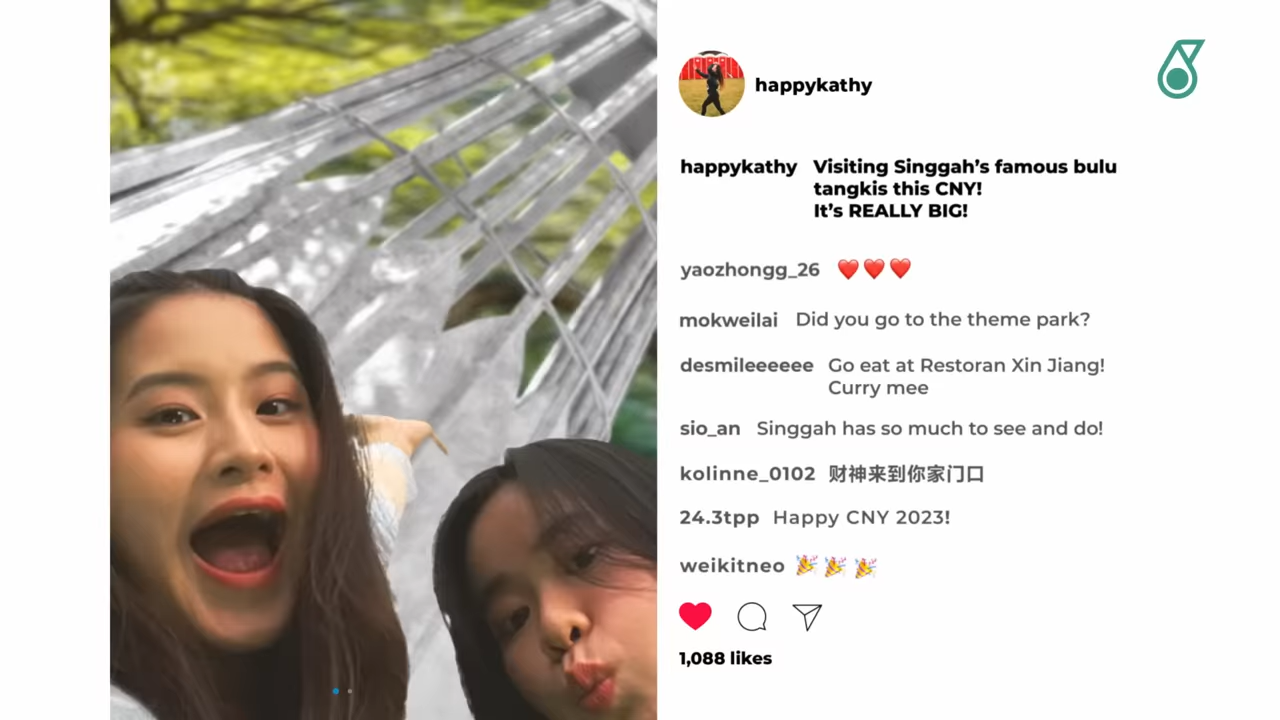 happykathy
happykathy Visiting Singgah’s famous bulu
tangkis this CNY!
It’s REALLY BIG!
yaozhongg_26 ❤️❤️❤️
mokweilai Did you go to the theme park?
desmileeeeee Go eat at Restoran Xin Jiang!
Curry mee
sio_an Singgah has so much to see and do!
kolinne_0102 财神来到你家门口
24.3tpp Happy CNY 2023!
weikitneo 🎉🎉🎉
1,088 likes